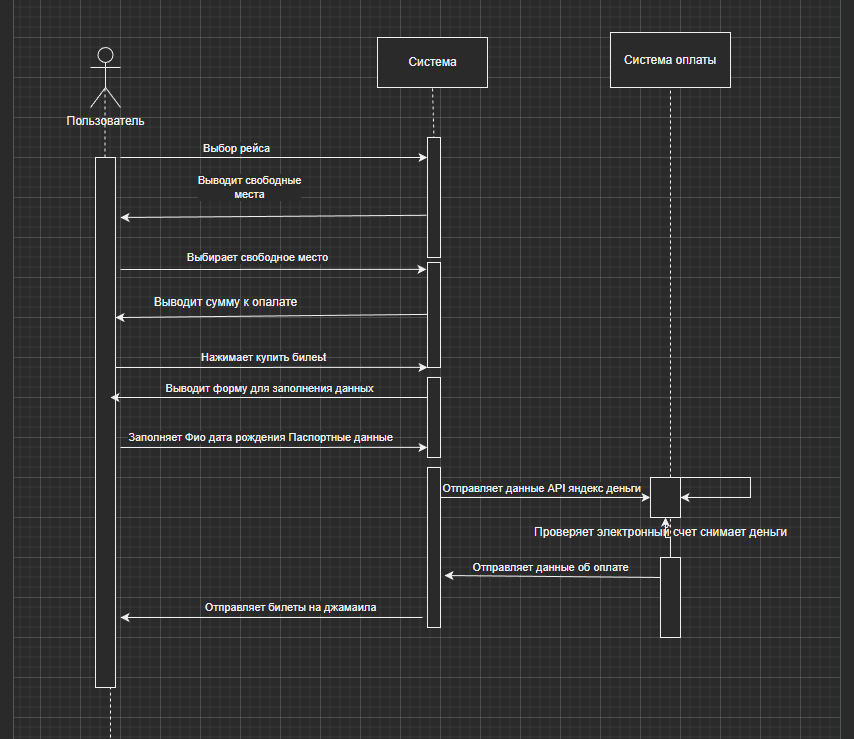 Система
Система оплаты
Пользователь
Выбор рейса
Выводит свободные
места
Выбирает свободное место
Выводит сумму к опалате
Нажимает купить билеы
Выводит форму для заполнения данных
Заполняет Фио дата рождения Паспортные данные
Отправляет данные API яндекс деньги
Проверяет электронный счет снимает деньги
Отправляет данные об оплате
Отправляет билеты на джамаила